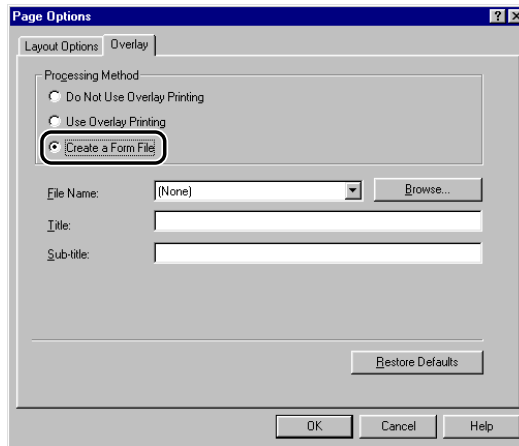 Page Options
Layout Options Overlay
Processing Method
Do Not Use Overlay Printing
Use Overlay Printing
Create a Form File
File Name: (None) Browse...
Title:
Sub-title:
Restore Defaults
OK Cancel Help